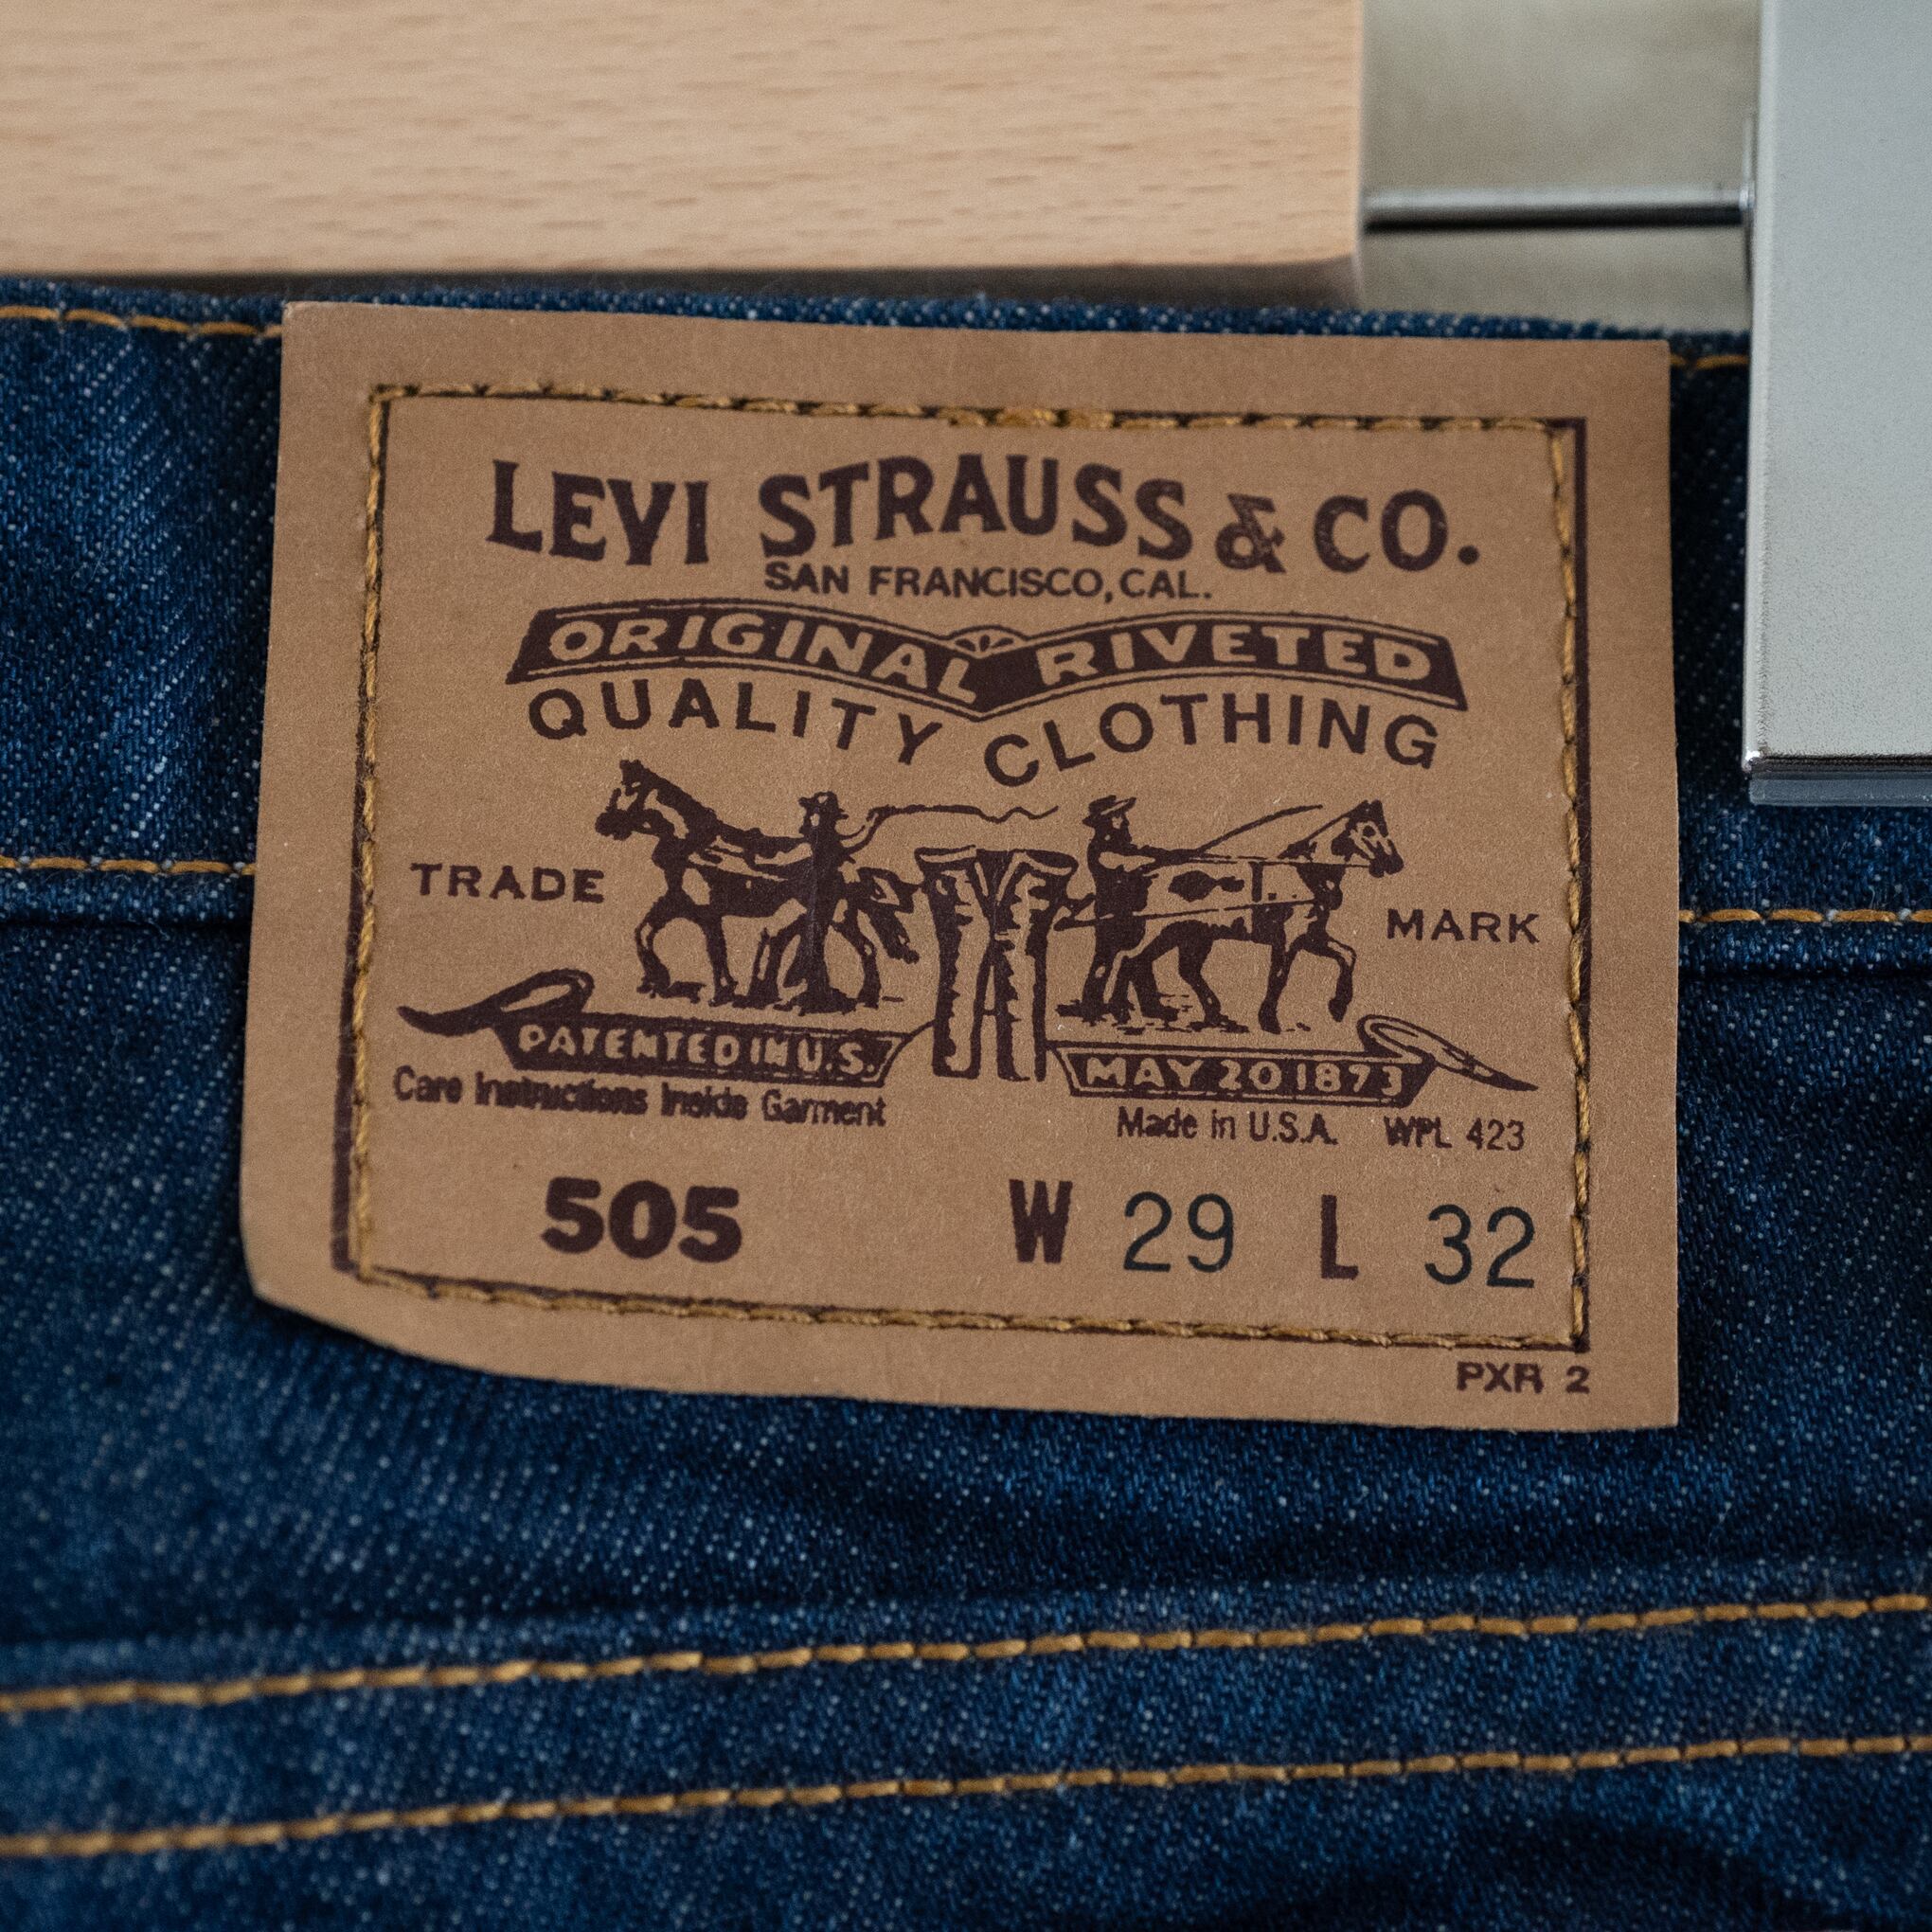 LEVI STRAUSS & CO.
SAN FRANCISCO, CAL.
ORIGINAL RIVETED
QUALITY CLOTHING
TRADE MARK
PATENTED IN U.S. MAY 20 1873
Care Instructions Inside Garment
Made in U.S.A. WPL 423
505 W 29 L 32
PXR 2